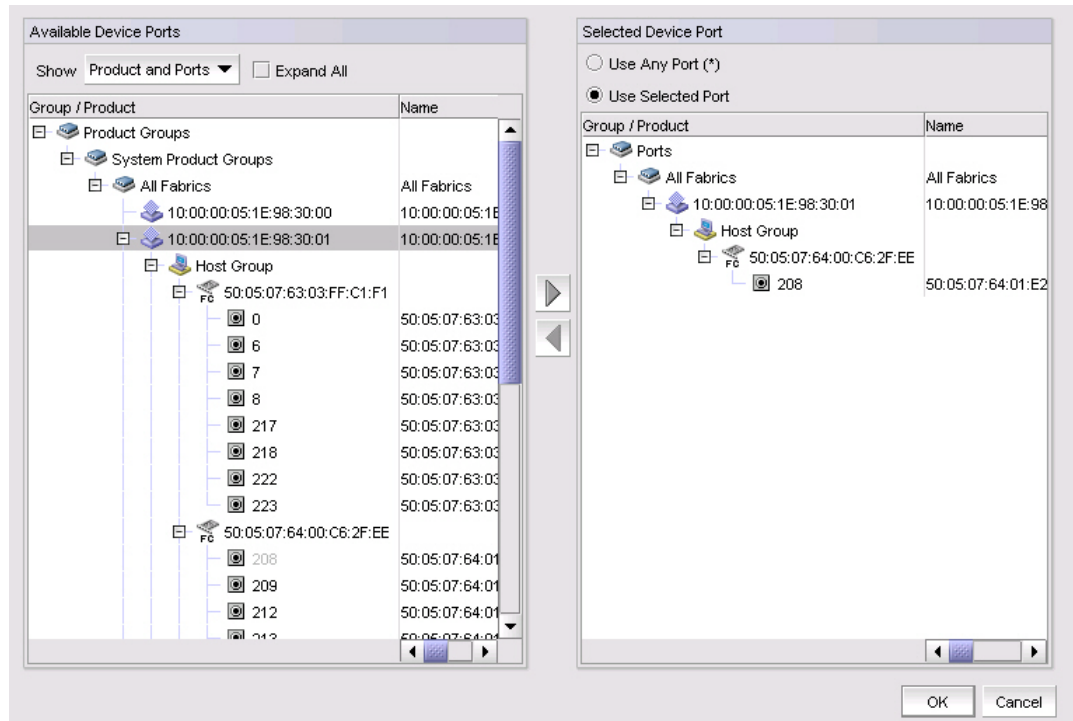 Available Device Ports
Show Product and Ports Expand All
Group / Product Name
Product Groups
System Product Groups
All Fabrics All Fabrics
10:00:00:05:1E:98:30:00 10:00:00:05:1E
10:00:00:05:1E:98:30:01 10:00:00:05:1E
Host Group
FC 50:05:07:63:03:FF:C1:F1
0 50:05:07:63:03
6 50:05:07:63:03
7 50:05:07:63:03
8 50:05:07:63:03
217 50:05:07:63:03
218 50:05:07:63:03
222 50:05:07:63:03
223 50:05:07:63:03
FC 50:05:07:64:00:C6:2F:EE
208 50:05:07:64:01
209 50:05:07:64:01
212 50:05:07:64:01
213 50:05:07:64:01
Selected Device Port
Use Any Port (*)
Use Selected Port
Group / Product Name
Ports
All Fabrics All Fabrics
10:00:00:05:1E:98:30:01 10:00:00:05:1E:98
Host Group
FC 50:05:07:64:00:C6:2F:EE
208 50:05:07:64:01:E2
OK Cancel